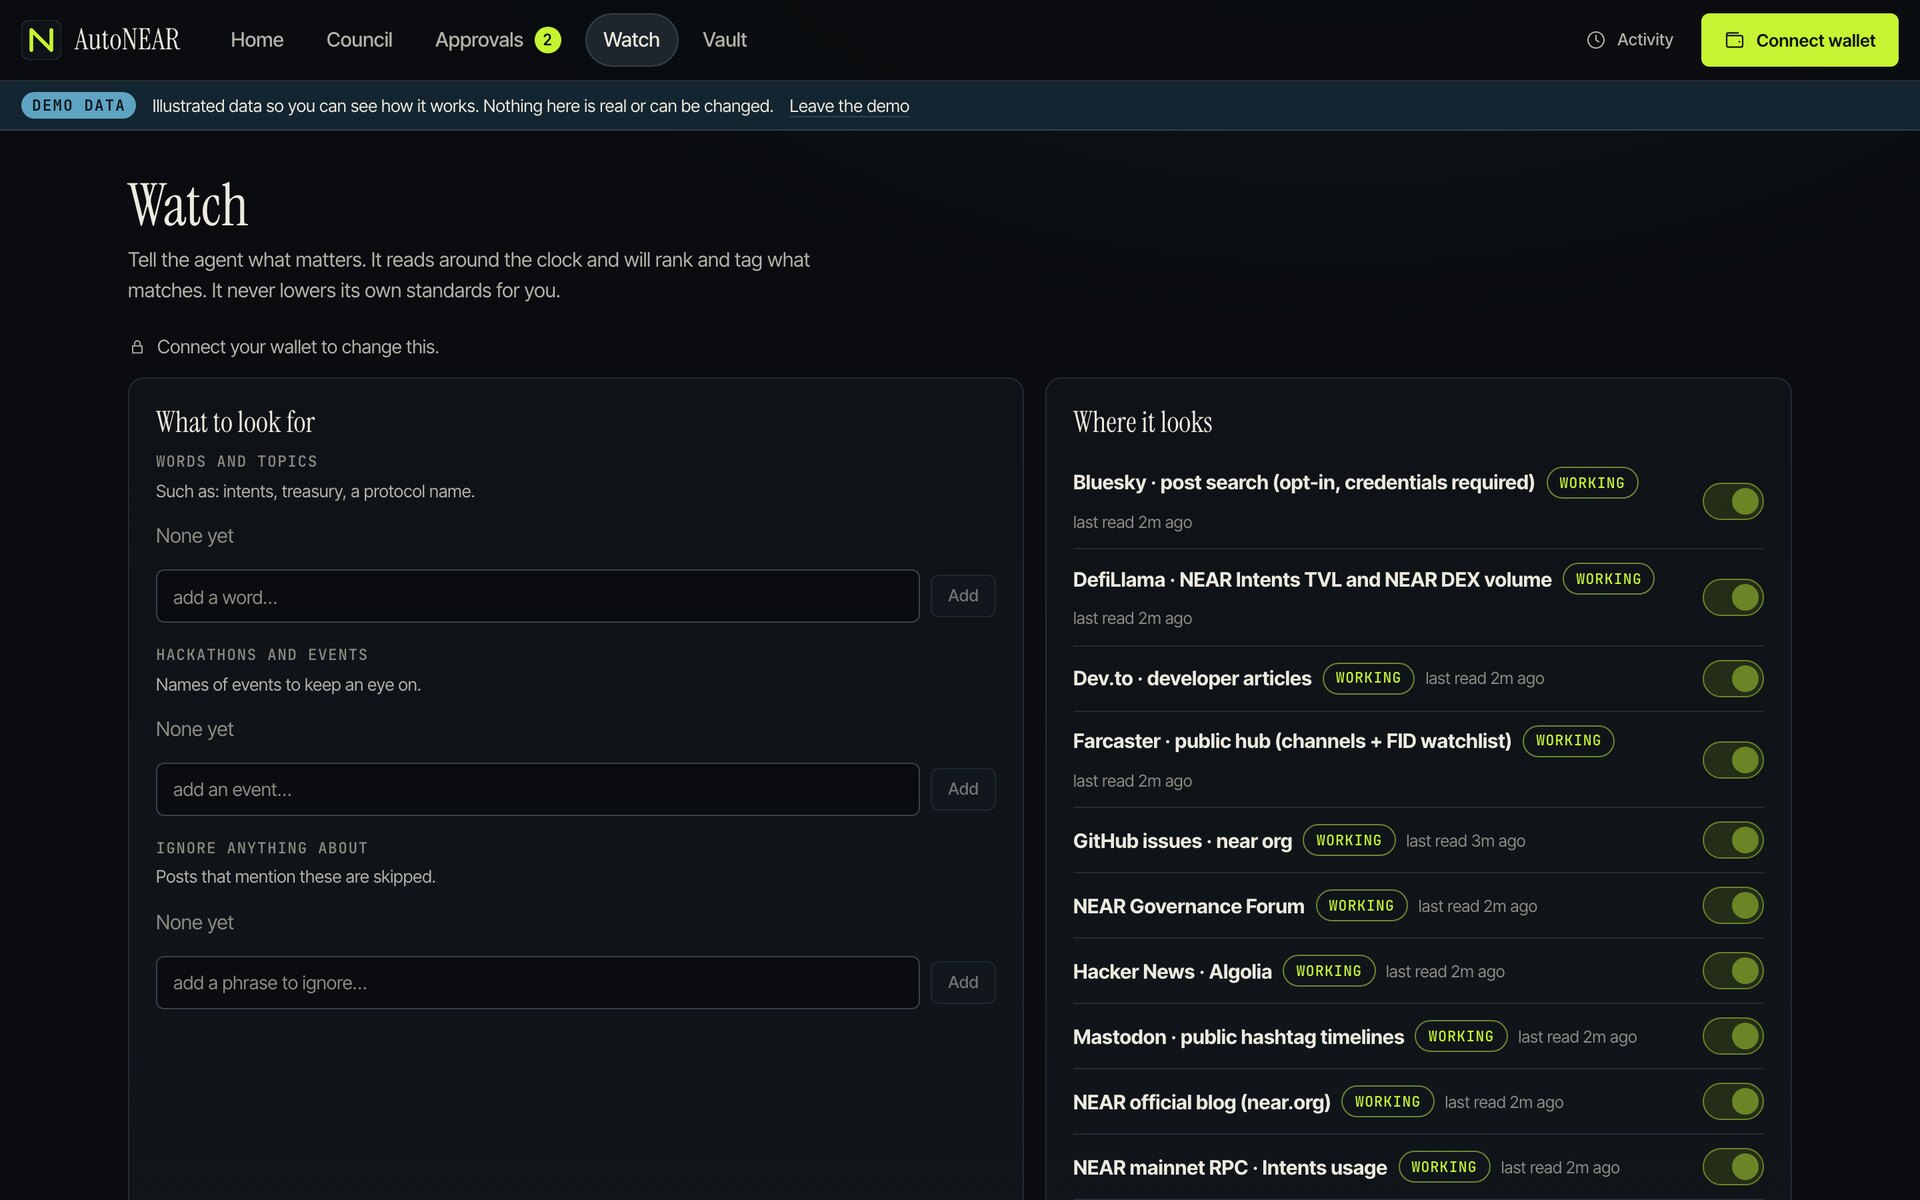 AutoNEAR
Home
Council
Approvals 2
Watch
Vault
Activity
Connect wallet
DEMO DATA
Illustrated data so you can see how it works. Nothing here is real or can be changed. Leave the demo
Watch
Tell the agent what matters. It reads around the clock and will rank and tag what
matches. It never lowers its own standards for you.
Connect your wallet to change this.
What to look for
WORDS AND TOPICS
Such as: intents, treasury, a protocol name.
None yet
add a word...
Add
HACKATHONS AND EVENTS
Names of events to keep an eye on.
None yet
add an event...
Add
IGNORE ANYTHING ABOUT
Posts that mention these are skipped.
None yet
add a phrase to ignore...
Add
Where it looks
Bluesky · post search (opt-in, credentials required) WORKING
last read 2m ago
DefiLlama · NEAR Intents TVL and NEAR DEX volume WORKING
last read 2m ago
Dev.to · developer articles WORKING last read 2m ago
Farcaster · public hub (channels + FID watchlist) WORKING
last read 2m ago
GitHub issues · near org WORKING last read 3m ago
NEAR Governance Forum WORKING last read 2m ago
Hacker News · Algolia WORKING last read 2m ago
Mastodon · public hashtag timelines WORKING last read 2m ago
NEAR official blog (near.org) WORKING last read 2m ago
NEAR mainnet RPC · Intents usage WORKING last read 2m ago